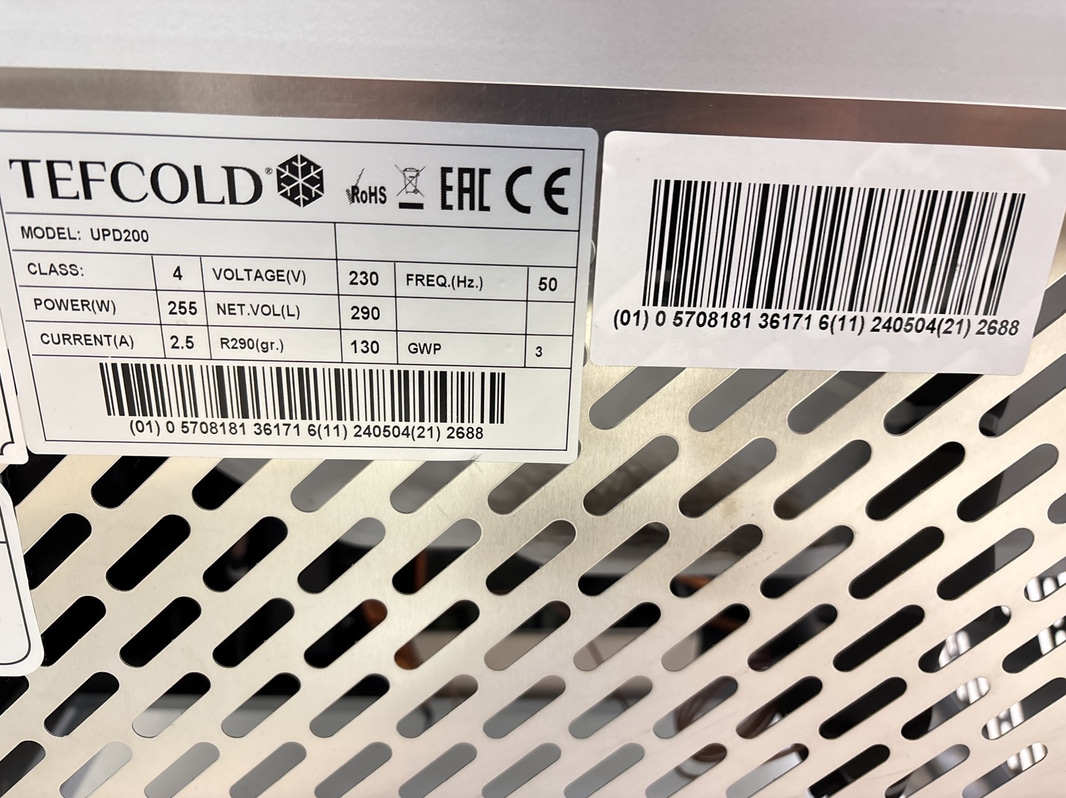 TEFCOLD® RoHS EAC CE
MODEL: UPD200
CLASS: 4 VOLTAGE(V) 230 FREQ.(Hz.) 50
POWER(W) 255 NET.VOL(L) 290
CURRENT(A) 2.5 R290(gr.) 130 GWP 3
(01) 0 5708181 36171 6(11) 240504(21) 2688
(01) 0 5708181 36171 6(11) 240504(21) 2688